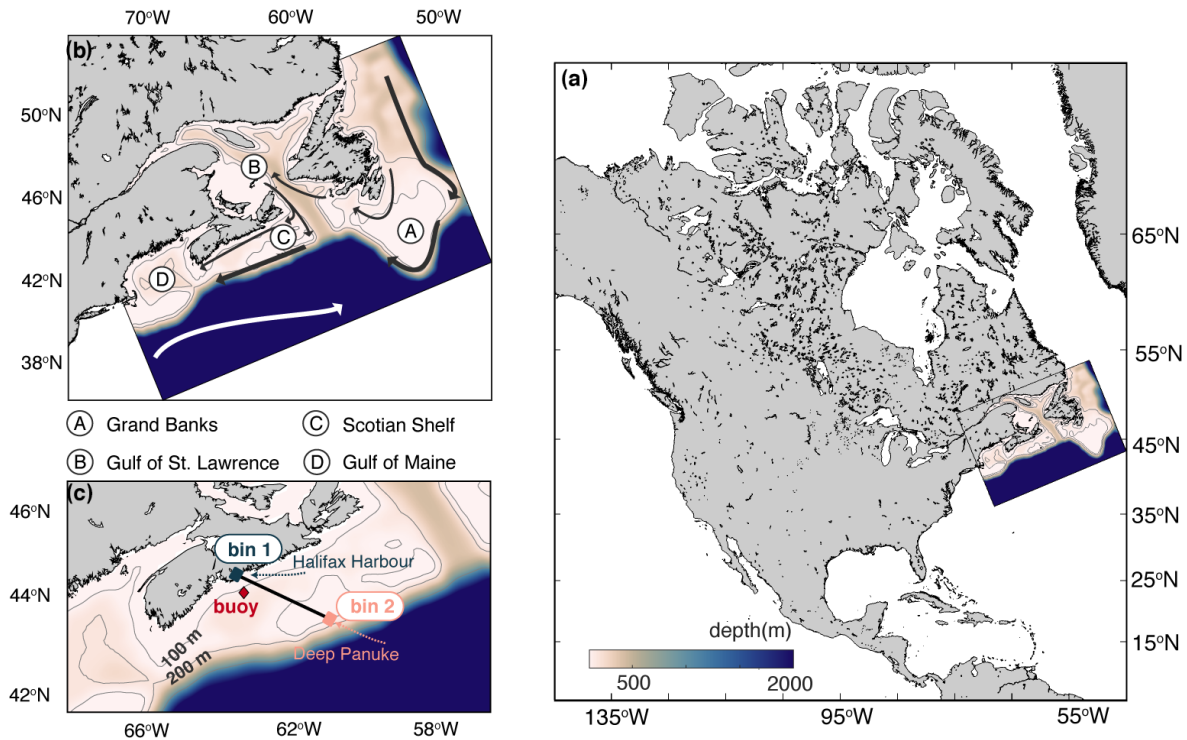 70°W 60°W 50°W
(b)
50°N
46°N
42°N
38°N
B
A
C
D
A Grand Banks
C Scotian Shelf
B Gulf of St. Lawrence
D Gulf of Maine
(c)
46°N
44°N
42°N
bin 1
Halifax Harbour
buoy
bin 2
Deep Panuke
100 m
200 m
66°W 62°W 58°W
(a)
65°N
55°N
45°N
35°N
25°N
15°N
depth(m)
500 2000
135°W 95°W 55°W